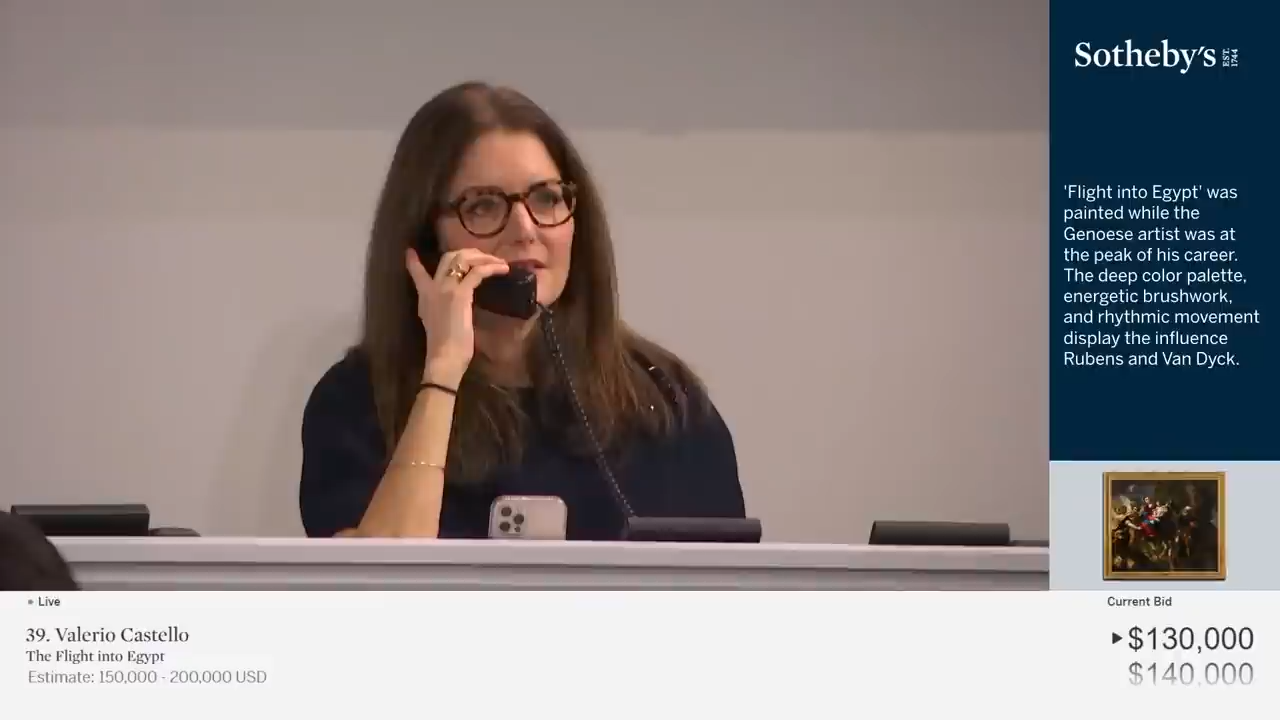 Sotheby's EST. 1744
'Flight into Egypt' was
painted while the
Genoese artist was at
the peak of his career.
The deep color palette,
energetic brushwork,
and rhythmic movement
display the influence
Rubens and Van Dyck.
Live
39. Valerio Castello
The Flight into Egypt
Estimate: 150,000 - 200,000 USD
Current Bid
$130,000
$140,000